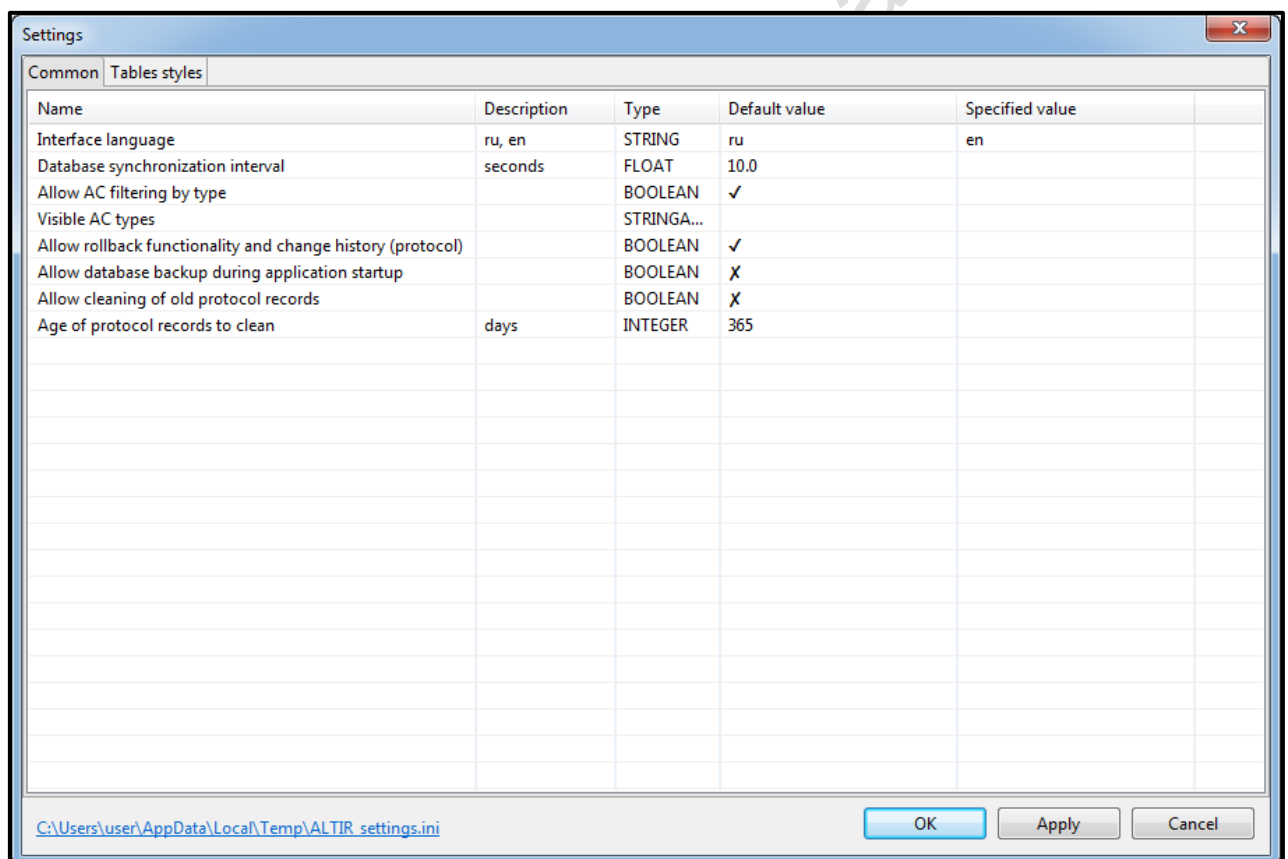 Settings
Common Tables styles
Name Description Type Default value Specified value
Interface language ru, en STRING ru en
Database synchronization interval seconds FLOAT 10.0
Allow AC filtering by type BOOLEAN ✓
Visible AC types STRINGA...
Allow rollback functionality and change history (protocol) BOOLEAN ✓
Allow database backup during application startup BOOLEAN ✗
Allow cleaning of old protocol records BOOLEAN ✗
Age of protocol records to clean days INTEGER 365
C:\Users\user\AppData\Local\Temp\ALTIR_settings.ini OK Apply Cancel